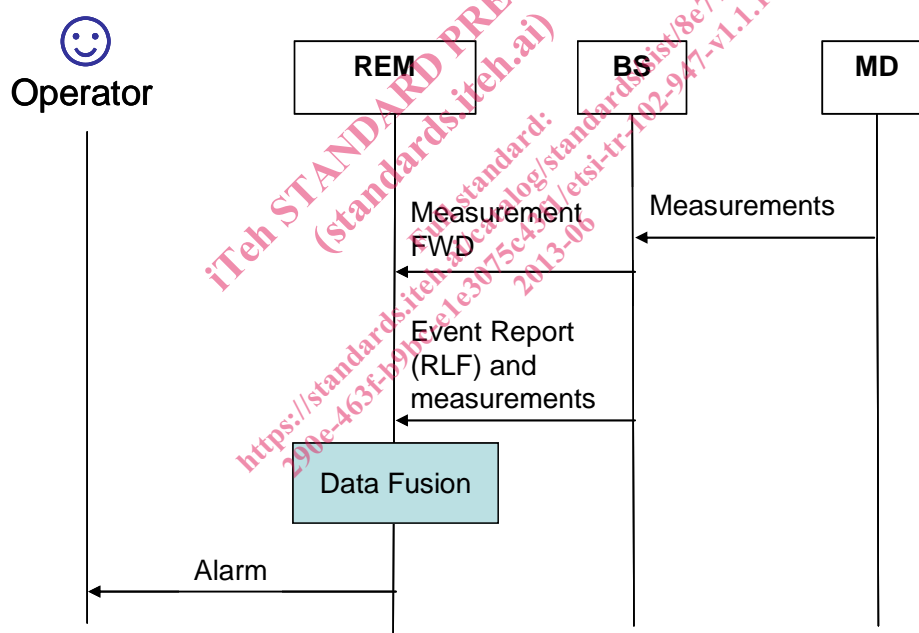 Operator
REM
BS
MD
Measurement
FWD
Measurements
Event Report
(RLF) and
measurements
Data Fusion
Alarm
iTeh STANDARD PRE
(standards.iteh.ai)
Full standard:
2013-06